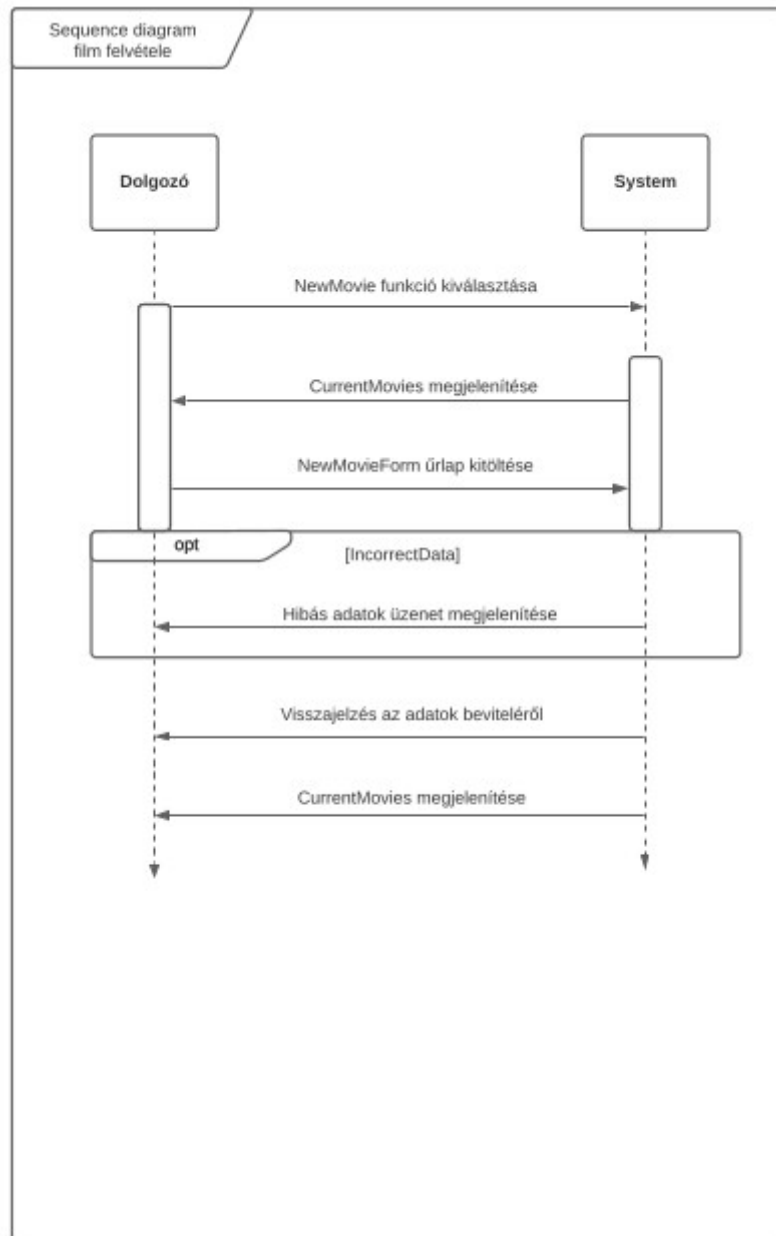 Sequence diagram
film felvétele
Dolgozó
System
NewMovie funkció kiválasztása
CurrentMovies megjelenítése
NewMovieForm űrlap kitöltése
opt
[IncorrectData]
Hibás adatok üzenet megjelenítése
Visszajelzés az adatok beviteléről
CurrentMovies megjelenítése